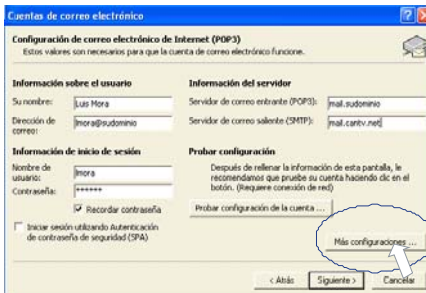 Cuentas de correo electrónico
Configuración de correo electrónico de Internet (POP3)
Estos valores son necesarios para que la cuenta de correo electrónico funcione.
Información sobre el usuario
Su nombre: Luis Mora
Dirección de correo: lmora@sudominio
Información del servidor
Servidor de correo entrante (POP3): mail.sudominio
Servidor de correo saliente (SMTP): mail.cantv.net
Información de inicio de sesión
Nombre de usuario: lmora
Contraseña: ******
Recordar contraseña
Iniciar sesión utilizando Autenticación
de contraseña de seguridad (SPA)
Probar configuración
Después de rellenar la información de esta pantalla, le
recomendamos que pruebe su cuenta haciendo clic en el
botón. (Requiere conexión de red)
Probar configuración de la cuenta ...
Más configuraciones ...
< Atrás
Siguiente >
Cancelar